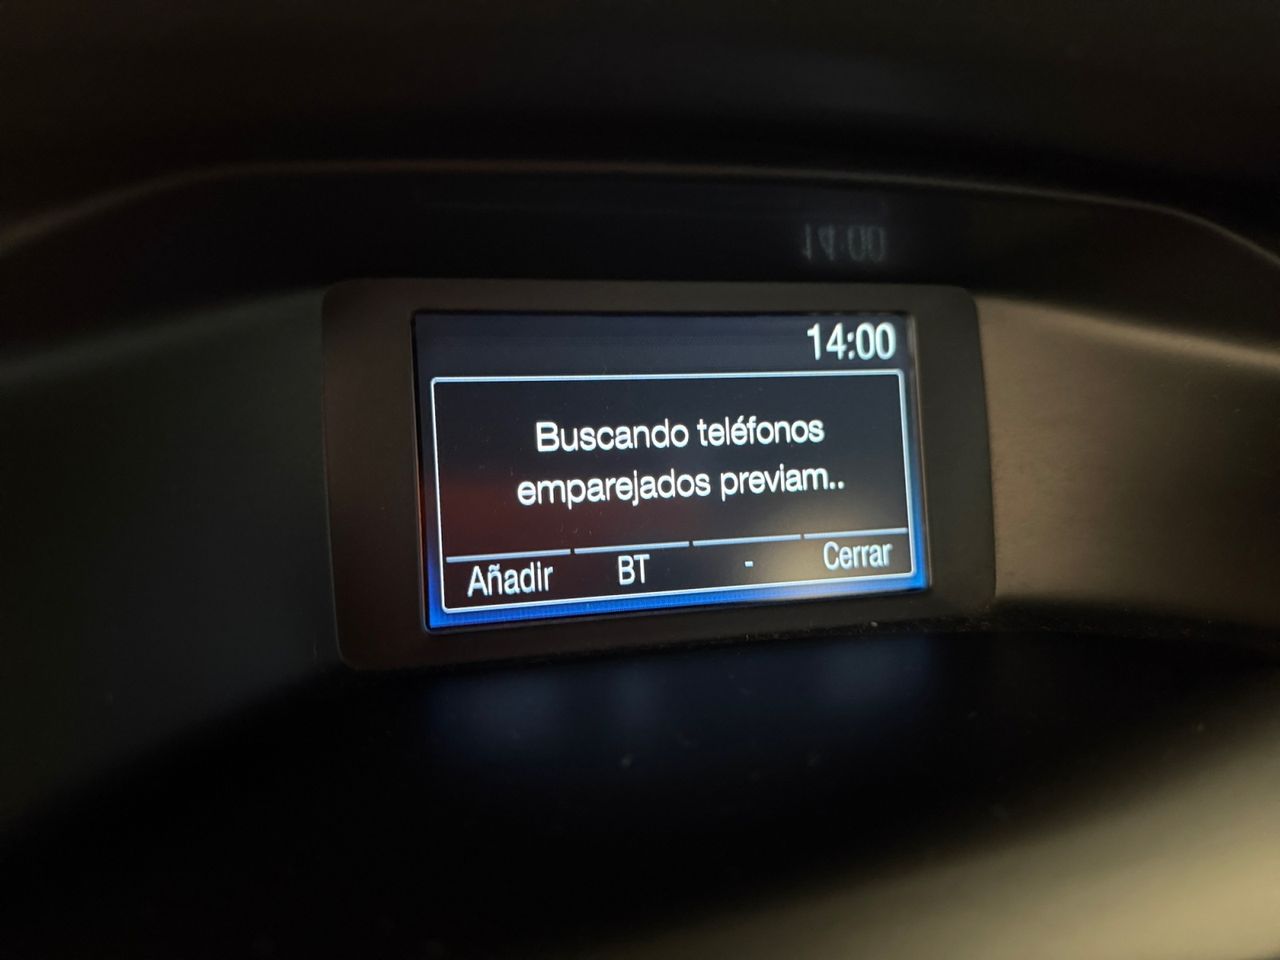 14:00
Buscando teléfonos
emparejados previam..
Añadir BT - Cerrar